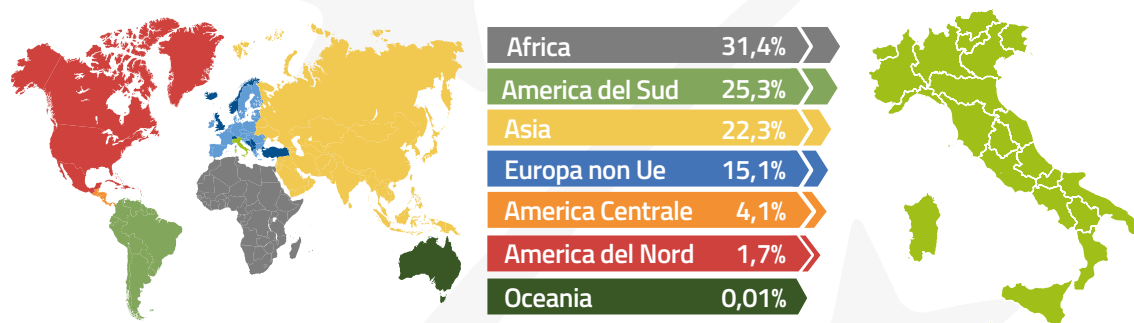 Africa 31,4%
America del Sud 25,3%
Asia 22,3%
Europa non Ue 15,1%
America Centrale 4,1%
America del Nord 1,7%
Oceania 0,01%